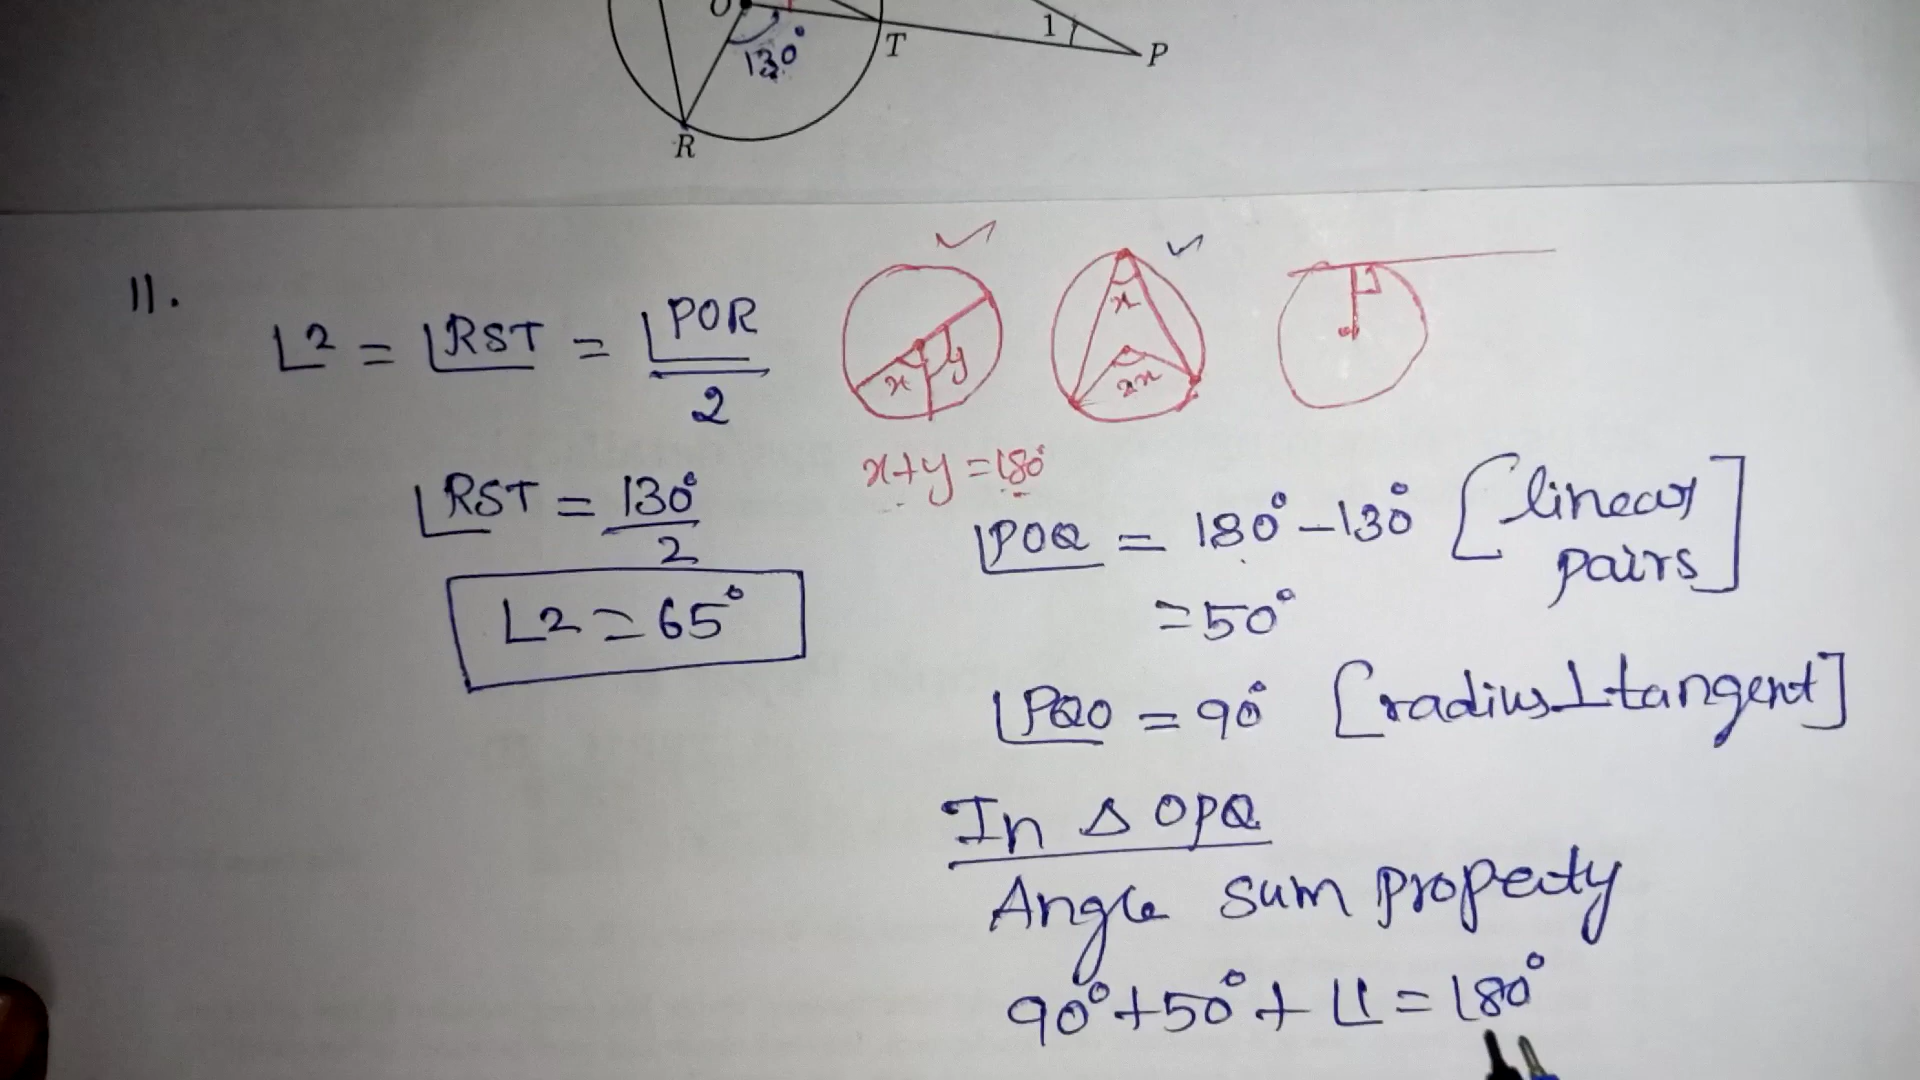 O
130°
T
1
P
R
11.
∠2 = ∠RST = ∠POR / 2
∠RST = 130° / 2
∠2 = 65°
x
y
x
2x
x+y = 180°
∠POQ = 180° - 130° [linear pairs]
= 50°
∠PQO = 90° [radius ⊥ tangent]
In △ OPQ
Angle sum property
90° + 50° + ∠1 = 180°